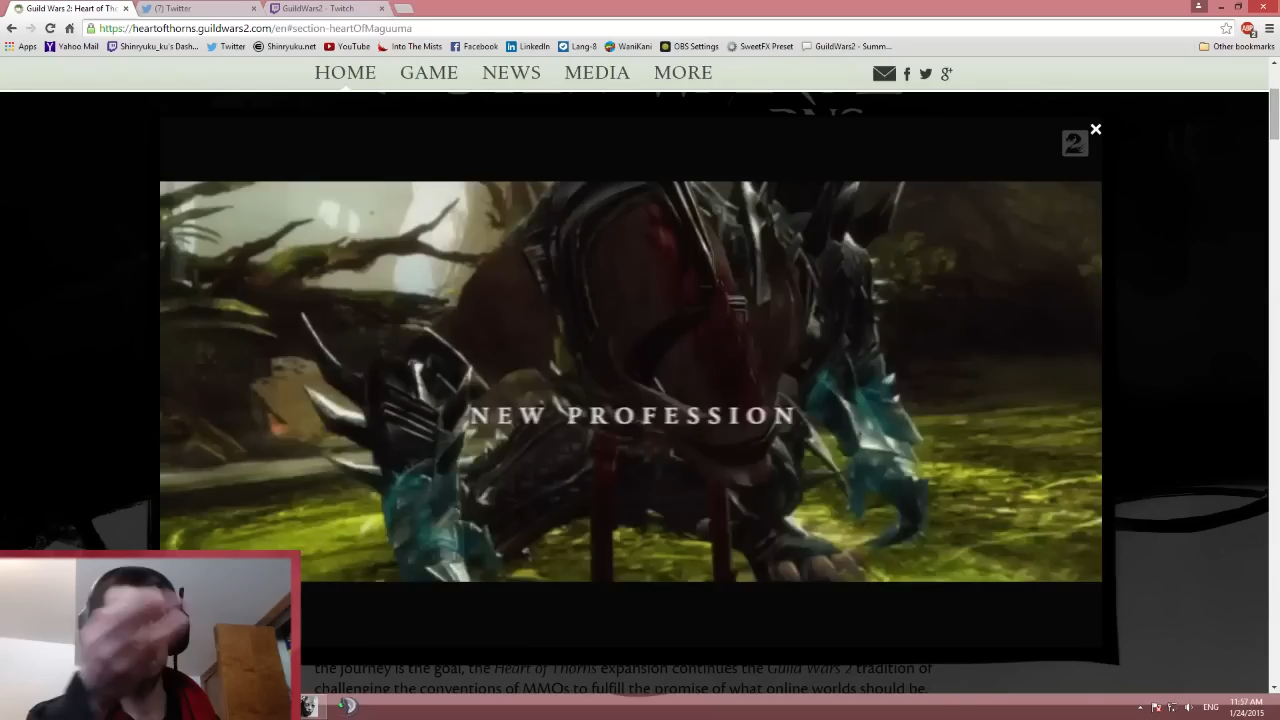 Guild Wars 2: Heart of Th
(7) Twitter
GuildWars2 - Twitch
https://heartofthorns.guildwars2.com/en#section-heartOfMaguuma
Apps
Yahoo Mail
Shinryuku_ku's Dash...
Twitter
Shinryuku.net
YouTube
Into The Mists
Facebook
LinkedIn
Lang-8
WaniKani
OBS Settings
SweetFX Preset
GuildWars2 - Summ...
Other bookmarks
HOME GAME NEWS MEDIA MORE
2
NEW PROFESSION
the journey is the goal, the Heart of Thorns expansion continues the Guild Wars 2 tradition of
challenging the conventions of MMOs to fulfill the promise of what online worlds should be.
ENG
11:57 AM
1/24/2015